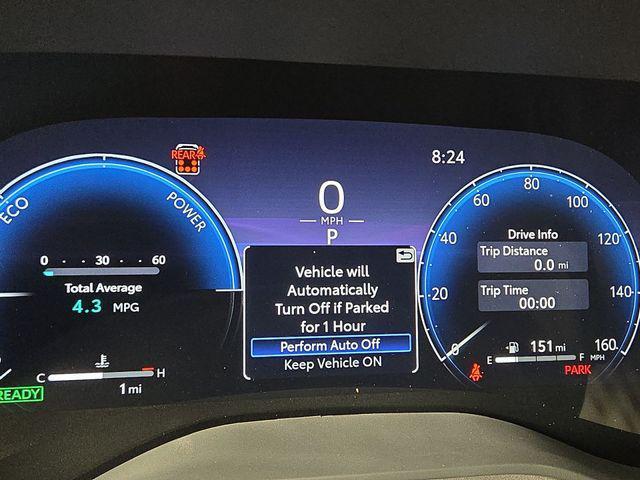 REAR
8:24
ECO
POWER
0
MPH
P
0 30 60
Total Average
4.3 MPG
C H
1 mi
READY
Vehicle will
Automatically
Turn Off if Parked
for 1 Hour
Perform Auto Off
Keep Vehicle ON
0 20 40 60 80 100 120 140 160
MPH
Drive Info
Trip Distance
0.0 mi
Trip Time
00:00
151 mi
E F
PARK